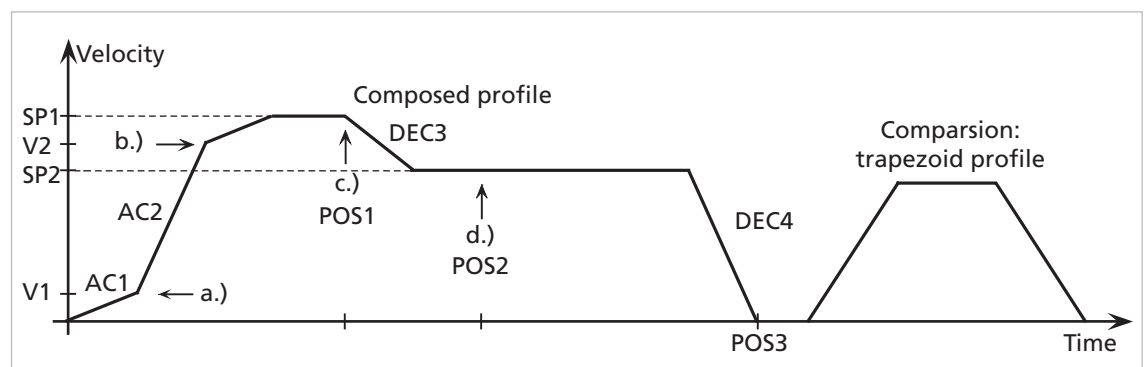 Velocity
Composed profile
SP1
DEC3
Comparsion:
b.)
V2
trapezoid profile
SP2
c.)
AC2
POS1
DEC4
d.)
POS2
AC1
V1
a.)
POS3
Time